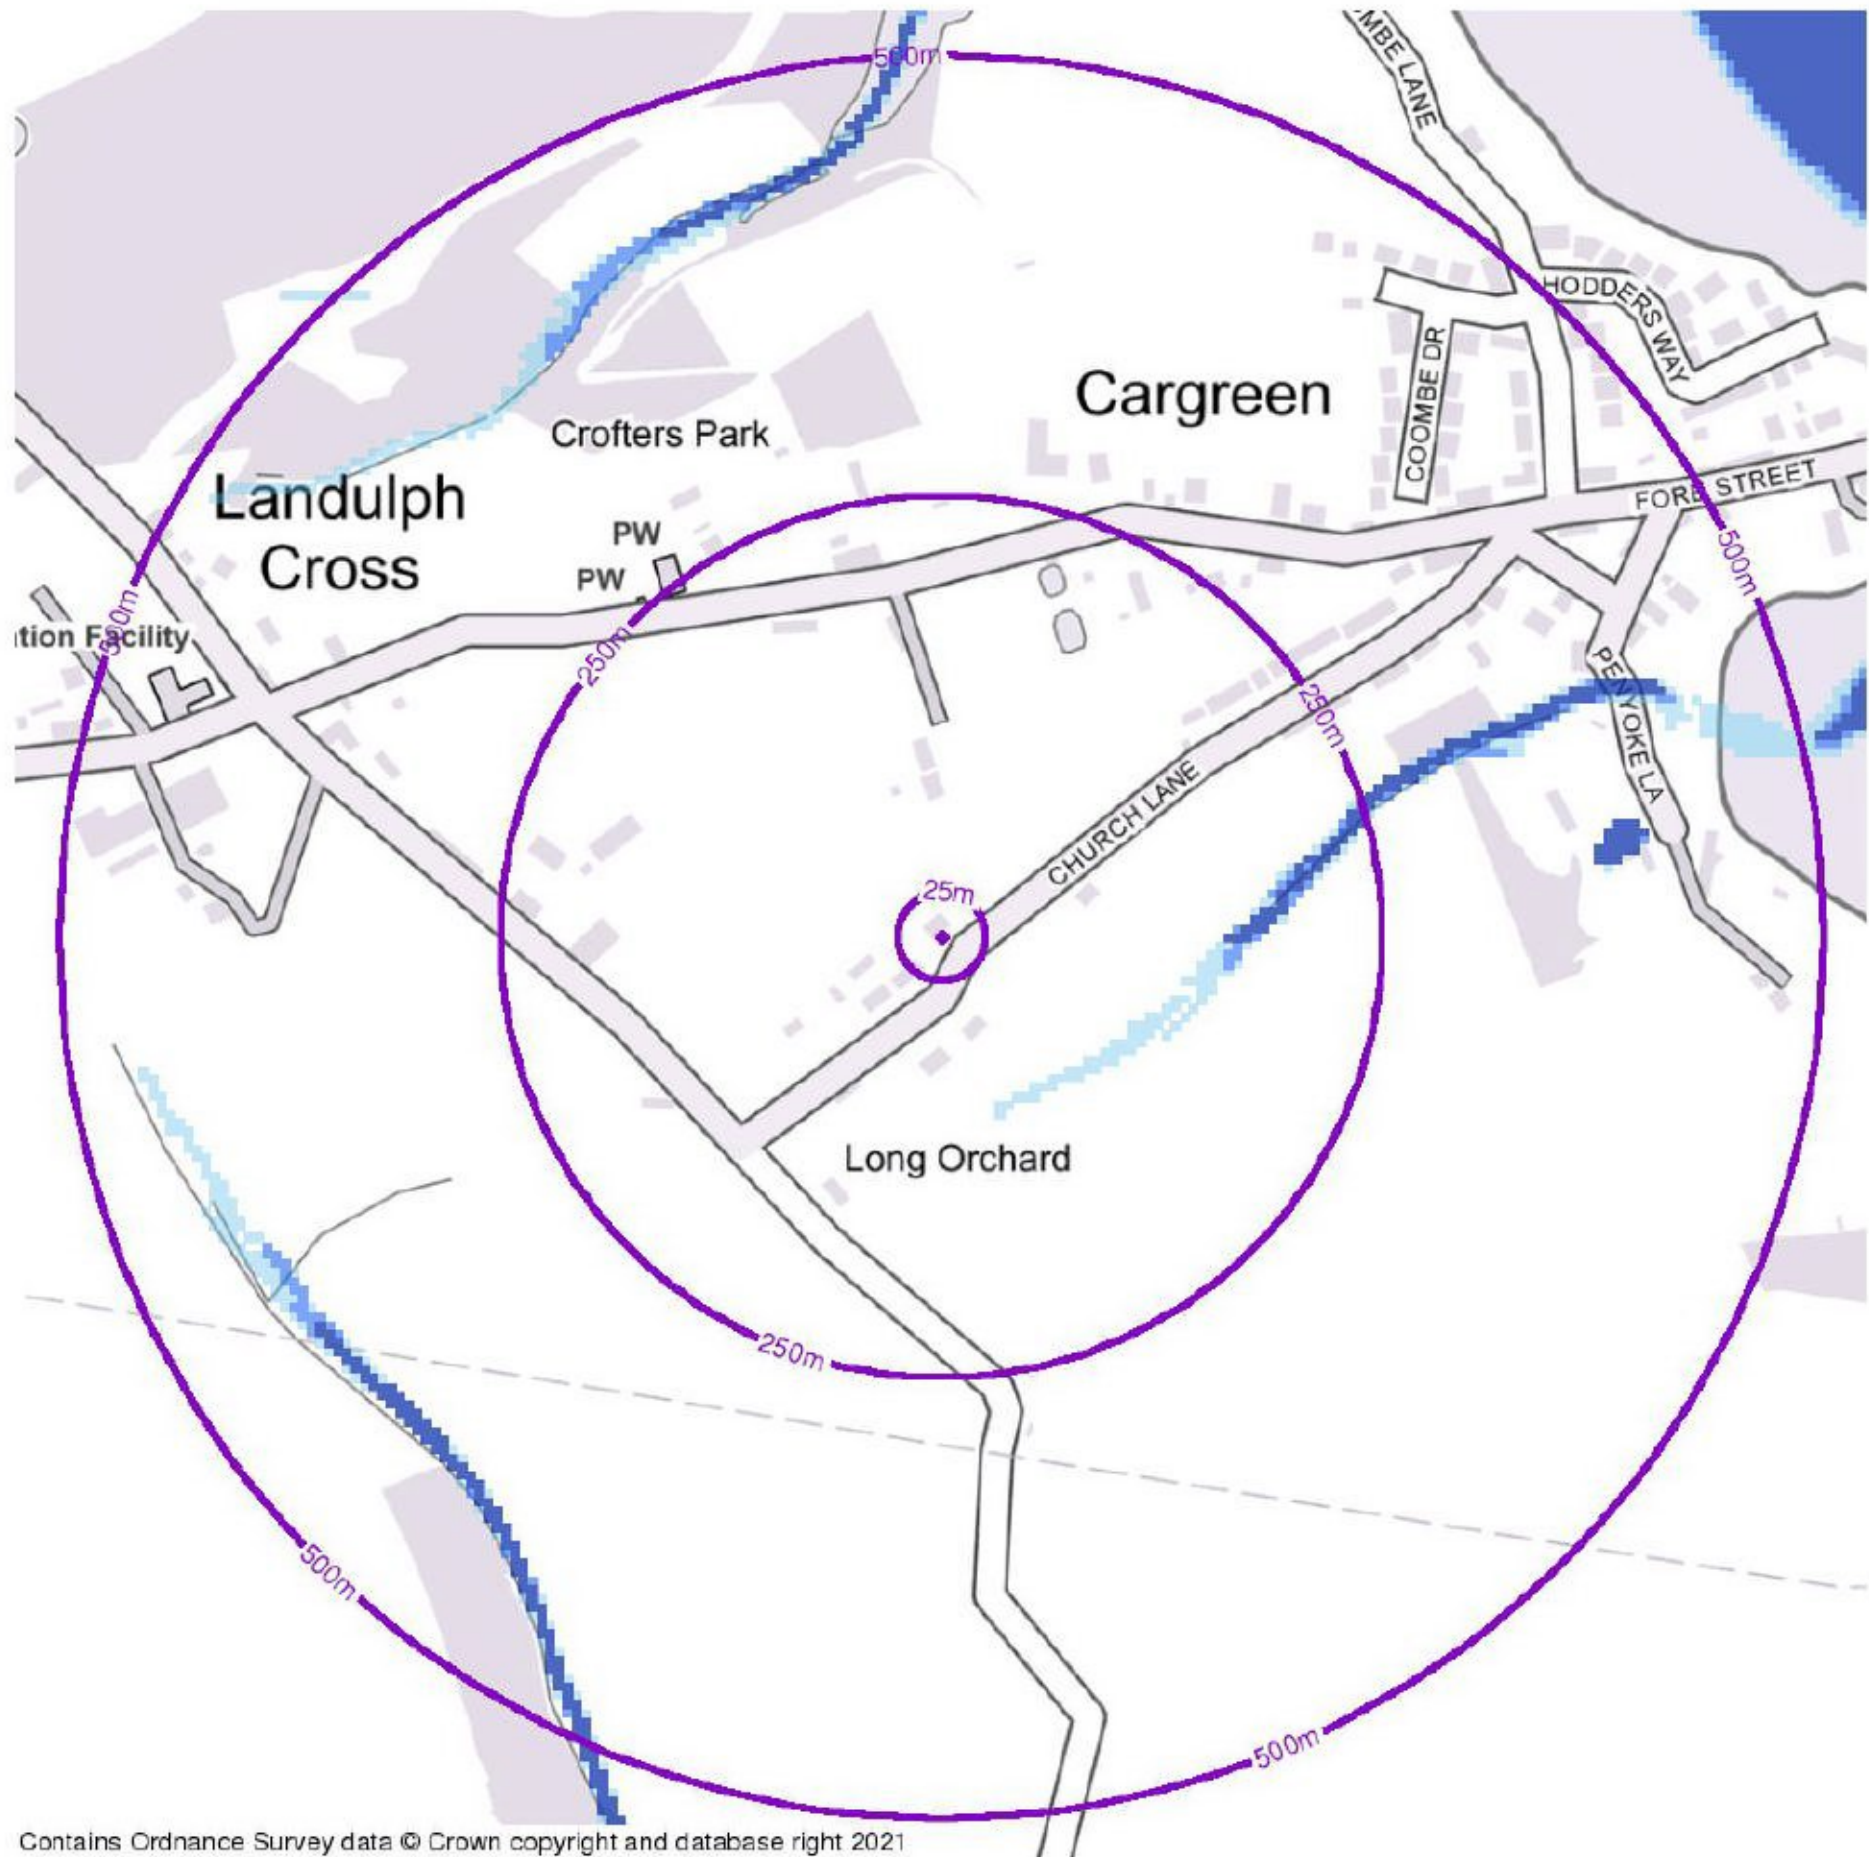 500m
MBE LANE
HODDERS WAY
Cargreen
COOMBE DR
Crofters Park
FORE STREET
Landulph
Cross
PW
PW
500m
500m
tion Facility
250m
250m
PENYOKE LA
CHURCH LANE
25m
Long Orchard
250m
500m
500m
Contains Ordnance Survey data © Crown copyright and database right 2021